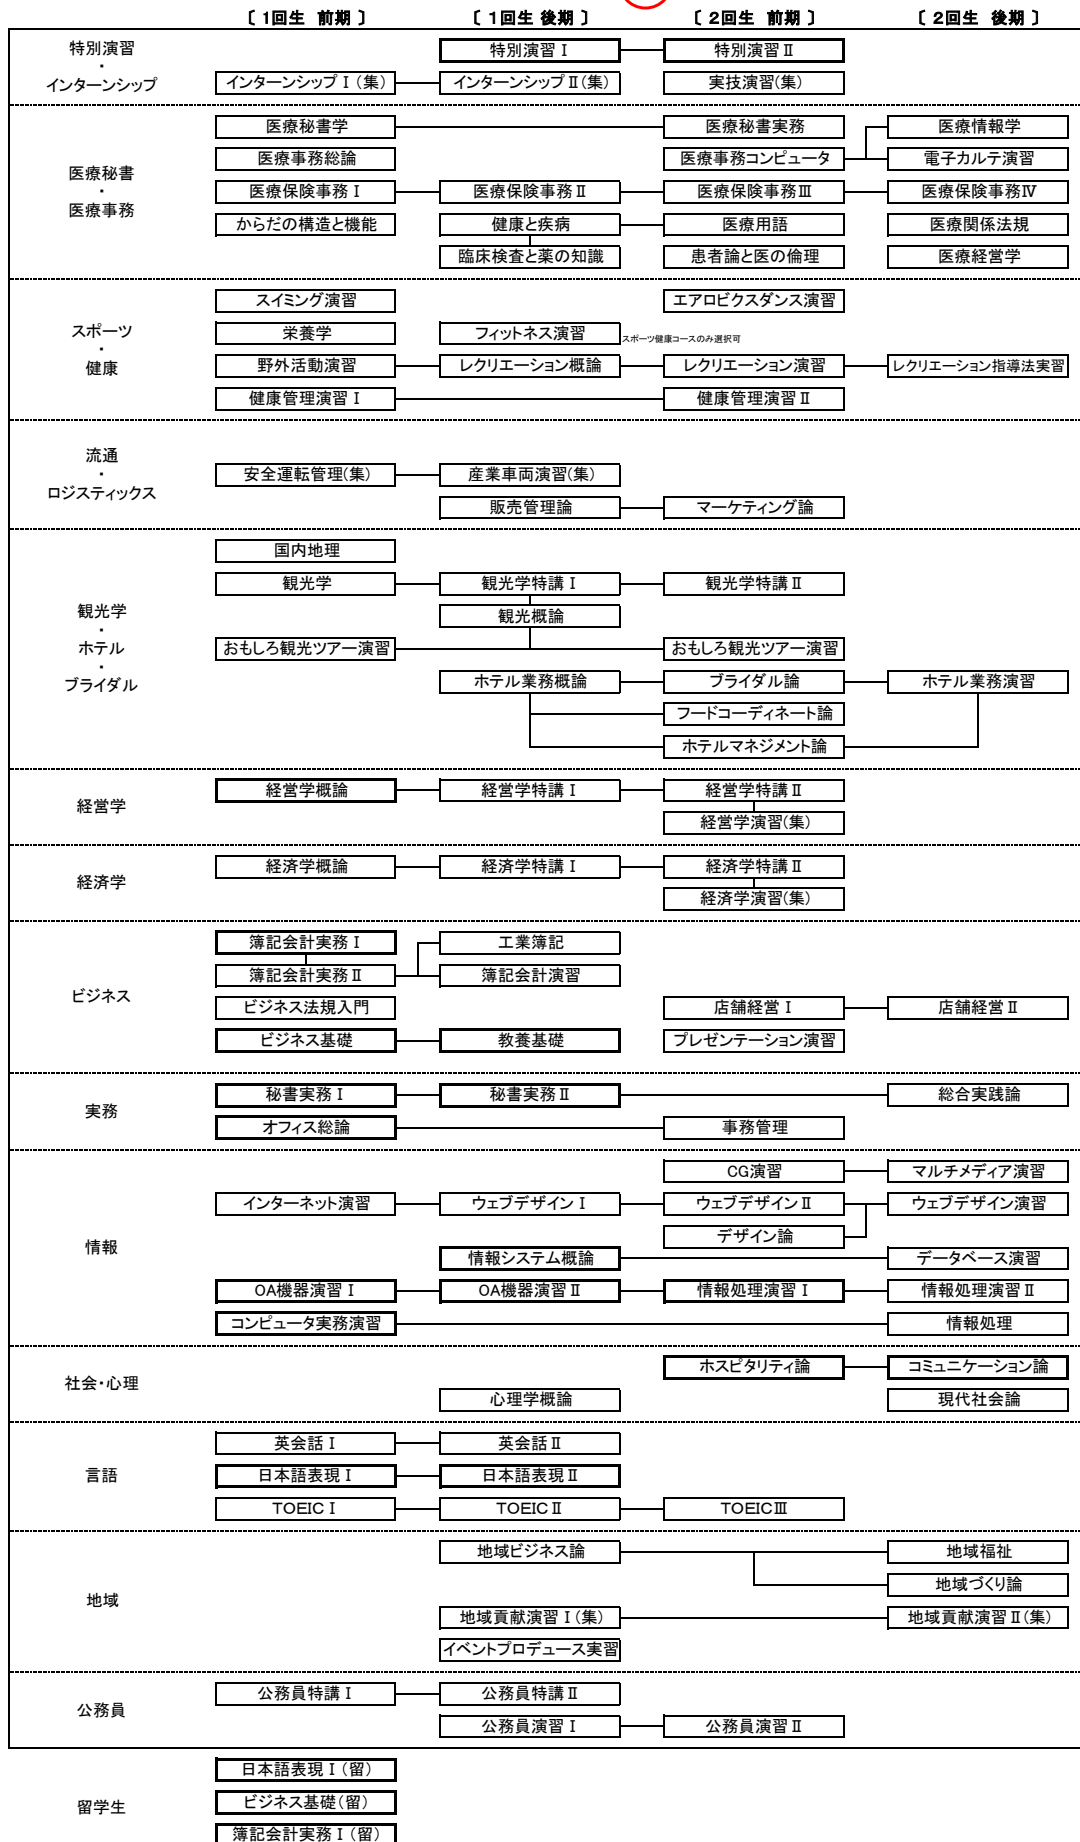 〔 1回生 前期 〕 〔 1回生 後期 〕 〔 2回生 前期 〕 〔 2回生 後期 〕
特別演習
・
インターンシップ
特別演習Ⅰ 特別演習Ⅱ
インターンシップⅠ(集) インターンシップⅡ(集) 実技演習(集)
医療秘書
・
医療事務
医療秘書学 医療秘書実務 医療情報学
医療事務総論 医療事務コンピュータ 電子カルテ演習
医療保険事務Ⅰ 医療保険事務Ⅱ 医療保険事務Ⅲ 医療保険事務Ⅳ
からだの構造と機能 健康と疾病 医療用語 医療関係法規
臨床検査と薬の知識 患者論と医の倫理 医療経営学
スポーツ
・
健康
スイミング演習 エアロビクスダンス演習
栄養学 フィットネス演習 スポーツ健康コースのみ選択可
野外活動演習 レクリエーション概論 レクリエーション演習 レクリエーション指導法実習
健康管理演習Ⅰ 健康管理演習Ⅱ
流通
・
ロジスティックス
安全運転管理(集) 産業車両演習(集)
販売管理論 マーケティング論
観光学
・
ホテル
・
ブライダル
国内地理
観光学 観光学特講Ⅰ 観光学特講Ⅱ
観光概論
おもしろ観光ツアー演習 おもしろ観光ツアー演習
ホテル業務概論 ブライダル論 ホテル業務演習
フードコーディネート論
ホテルマネジメント論
経営学
経営学概論 経営学特講Ⅰ 経営学特講Ⅱ
経営学演習(集)
経済学
経済学概論 経済学特講Ⅰ 経済学特講Ⅱ
経済学演習(集)
ビジネス
簿記会計実務Ⅰ 工業簿記
簿記会計実務Ⅱ 簿記会計演習
ビジネス法規入門 店舗経営Ⅰ 店舗経営Ⅱ
ビジネス基礎 教養基礎 プレゼンテーション演習
実務
秘書実務Ⅰ 秘書実務Ⅱ 総合実践論
オフィス総論 事務管理
情報
CG演習 マルチメディア演習
インターネット演習 ウェブデザインⅠ ウェブデザインⅡ ウェブデザイン演習
デザイン論
情報システム概論 データベース演習
OA機器演習Ⅰ OA機器演習Ⅱ 情報処理演習Ⅰ 情報処理演習Ⅱ
コンピュータ実務演習 情報処理
社会・心理
ホスピタリティ論 コミュニケーション論
心理学概論 現代社会論
言語
英会話Ⅰ 英会話Ⅱ
日本語表現Ⅰ 日本語表現Ⅱ
TOEICⅠ TOEICⅡ TOEICⅢ
地域
地域ビジネス論 地域福祉
地域づくり論
地域貢献演習Ⅰ(集) 地域貢献演習Ⅱ(集)
イベントプロデュース実習
公務員
公務員特講Ⅰ 公務員特講Ⅱ
公務員演習Ⅰ 公務員演習Ⅱ
留学生
日本語表現Ⅰ(留)
ビジネス基礎(留)
簿記会計実務Ⅰ(留)